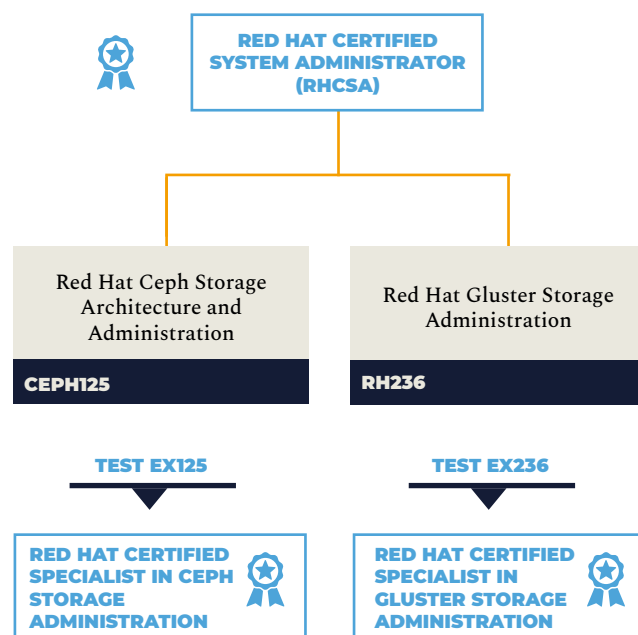 RED HAT CERTIFIED
SYSTEM ADMINISTRATOR
(RHCSA)
Red Hat Ceph Storage
Architecture and
Administration
CEPH125
Red Hat Gluster Storage
Administration
RH236
TEST EX125
TEST EX236
RED HAT CERTIFIED
SPECIALIST IN CEPH
STORAGE
ADMINISTRATION
RED HAT CERTIFIED
SPECIALIST IN
GLUSTER STORAGE
ADMINISTRATION